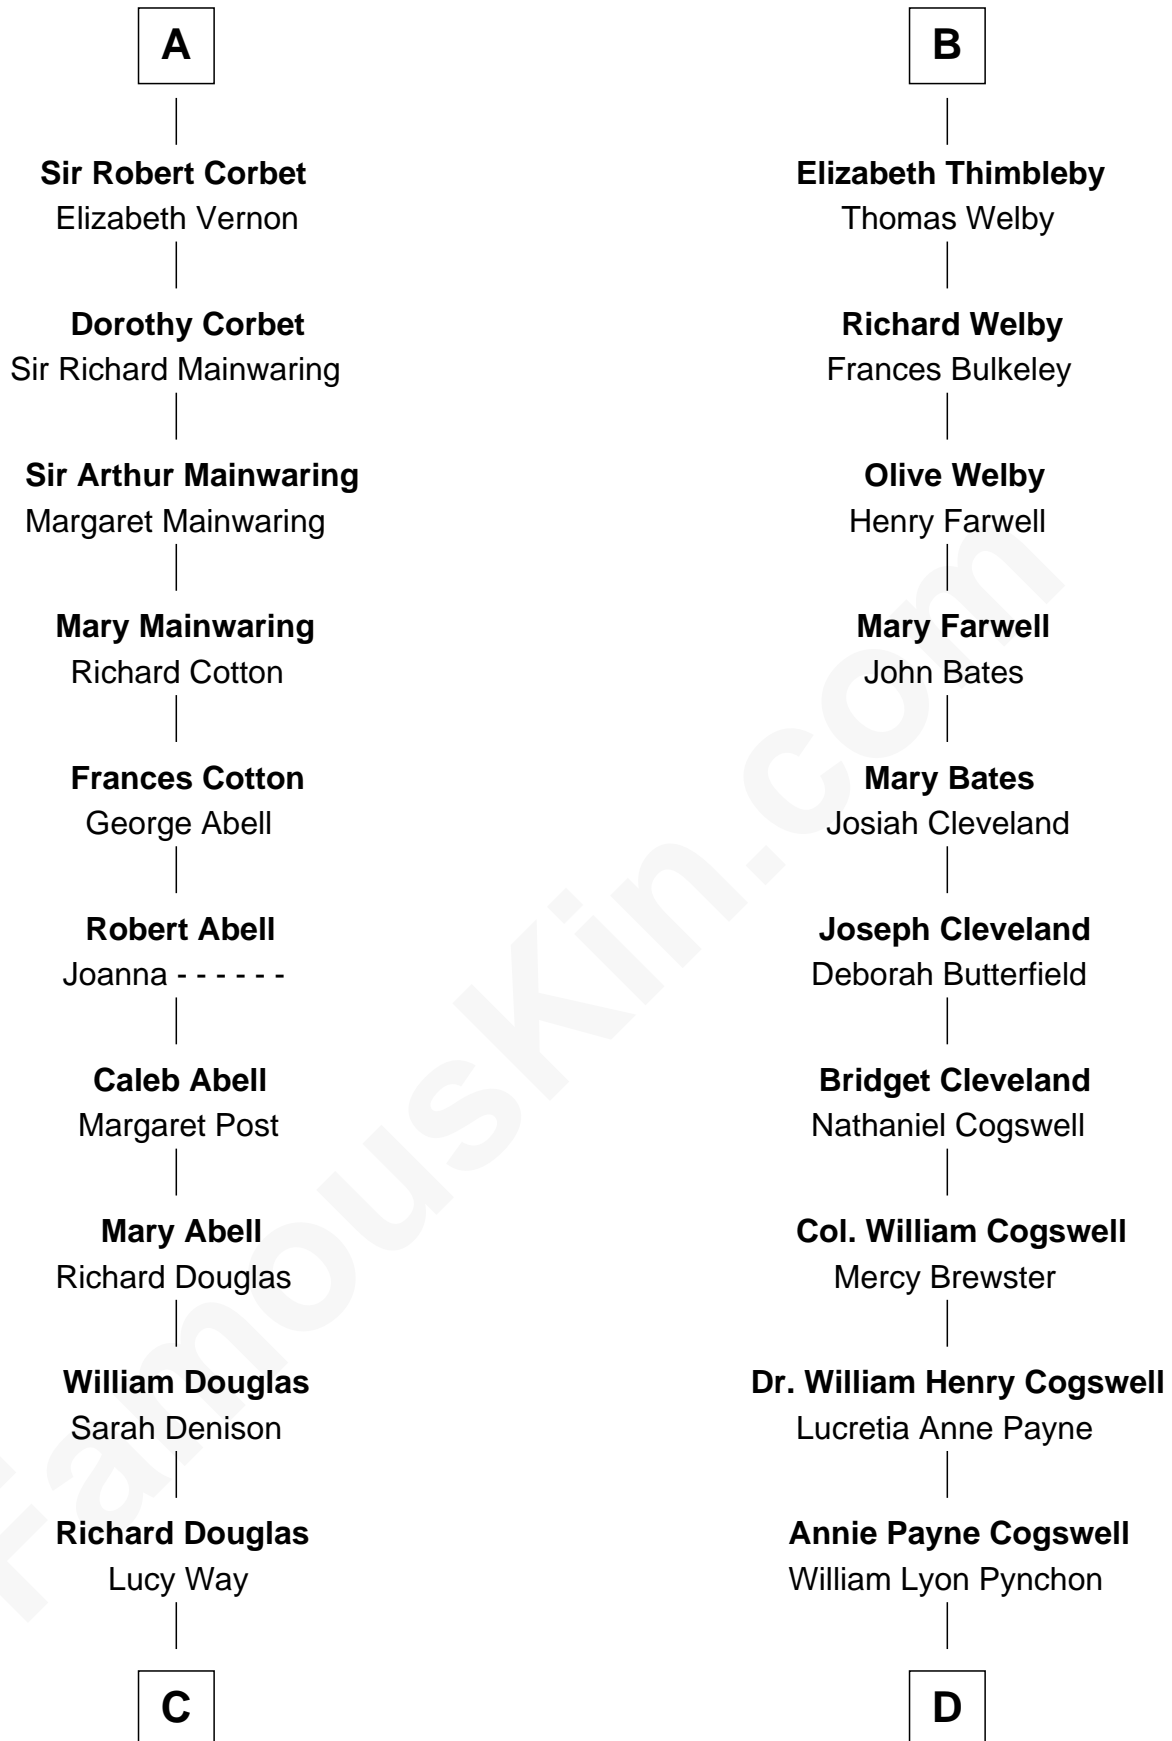 A
Sir Robert Corbet
Elizabeth Vernon
Dorothy Corbet
Sir Richard Mainwaring
Sir Arthur Mainwaring
Margaret Mainwaring
Mary Mainwaring
Richard Cotton
Frances Cotton
George Abell
Robert Abell
Joanna - - - - - -
Caleb Abell
Margaret Post
Mary Abell
Richard Douglas
William Douglas
Sarah Denison
Richard Douglas
Lucy Way
C
B
Elizabeth Thimbleby
Thomas Welby
Richard Welby
Frances Bulkeley
Olive Welby
Henry Farwell
Mary Farwell
John Bates
Mary Bates
Josiah Cleveland
Joseph Cleveland
Deborah Butterfield
Bridget Cleveland
Nathaniel Cogswell
Col. William Cogswell
Mercy Brewster
Dr. William Henry Cogswell
Lucretia Anne Payne
Annie Payne Cogswell
William Lyon Pynchon
D
FamousKin.com